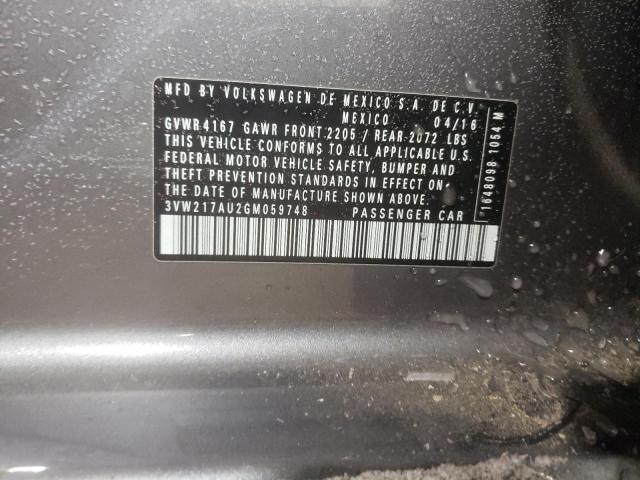 MFD BY VOLKSWAGEN DE MEXICO S.A. DE C.V.
MEXICO 04/16
GVWR4167 GAWR FRONT:2205 / REAR:2072 LBS
THIS VEHICLE CONFORMS TO ALL APPLICABLE U.S.
FEDERAL MOTOR VEHICLE SAFETY, BUMPER AND
THEFT PREVENTION STANDARDS IN EFFECT ON
THE DATE OF MANUFACTURE SHOWN ABOVE.
3VW217AU2GM059748 PASSENGER CAR
1648098 1054 M